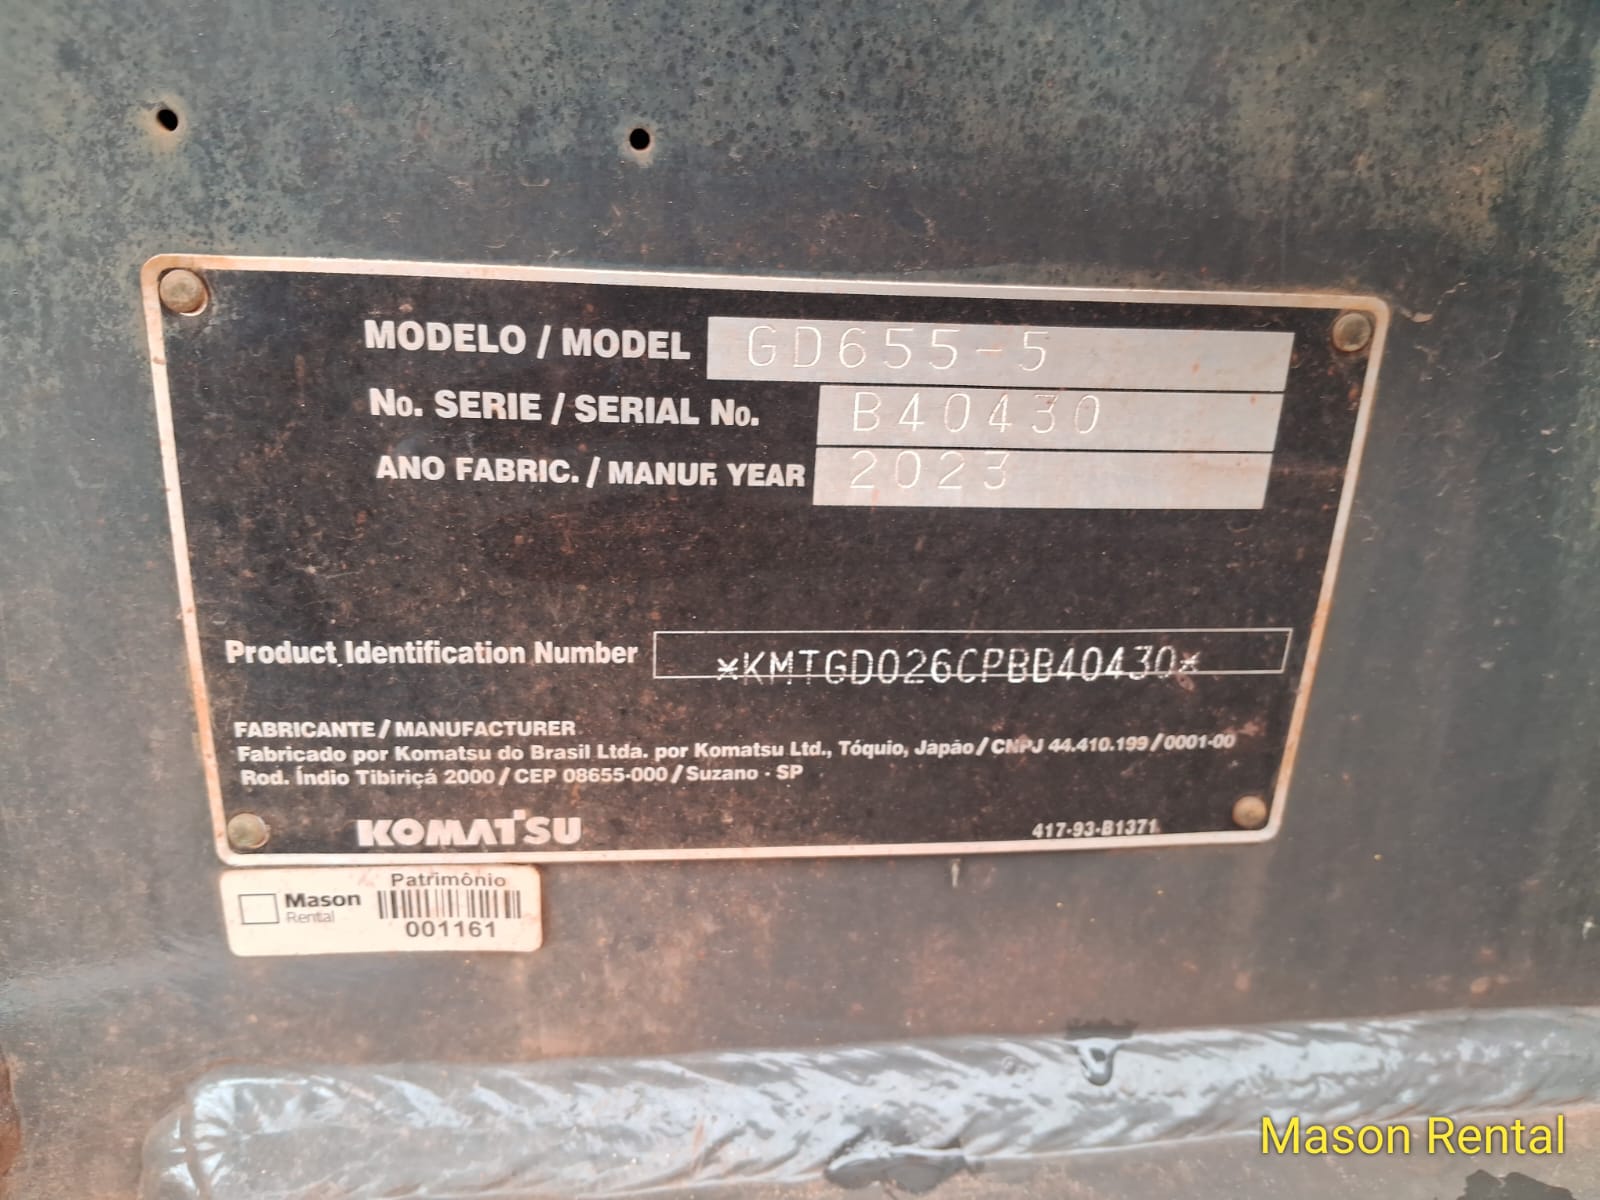 MODELO / MODEL GD655-5
No. SERIE / SERIAL No. B40430
ANO FABRIC. / MANUF. YEAR 2023
Product Identification Number *KMTGD026CPBB40430*
FABRICANTE / MANUFACTURER
Fabricado por Komatsu do Brasil Ltda. por Komatsu Ltd., Tóquio, Japão / CNPJ 44.410.199 / 0001-00
Rod. Índio Tibiriçá 2000 / CEP 08655-000 / Suzano - SP
KOMATSU
417-93-B1371
Patrimônio
Mason
Rental
001161
Mason Rental